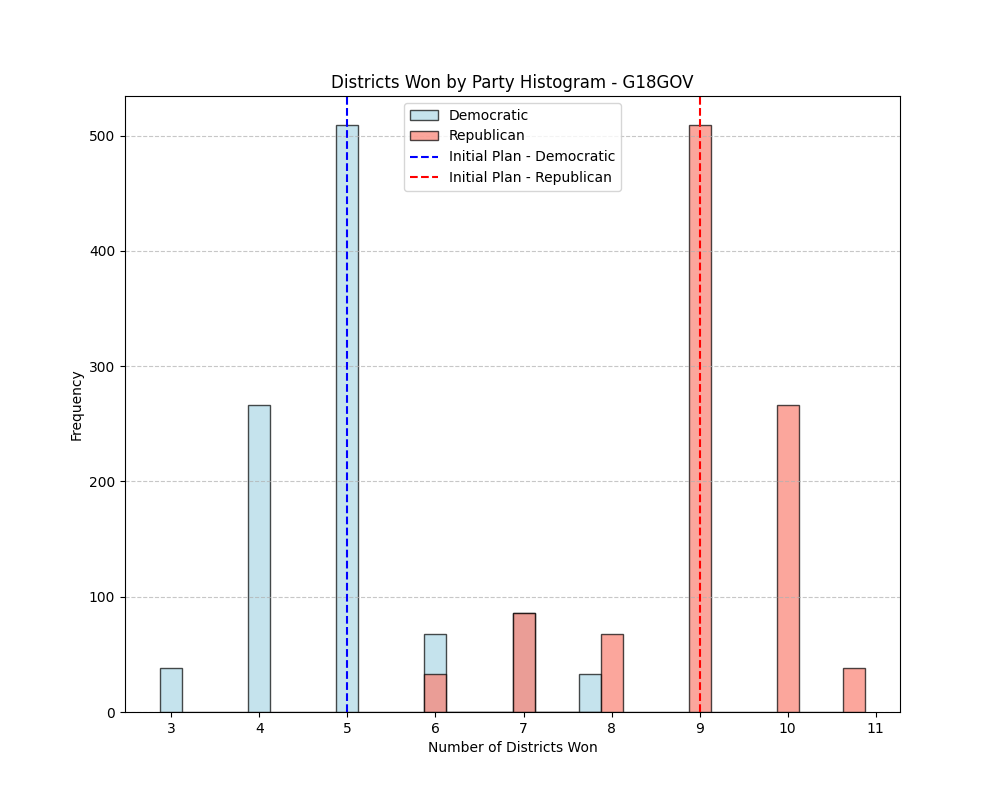 Districts Won by Party Histogram - G18GOV
Democratic
Republican
Initial Plan - Democratic
Initial Plan - Republican
500
400
300
200
100
0
Frequency
3 4 5 6 7 8 9 10 11
Number of Districts Won